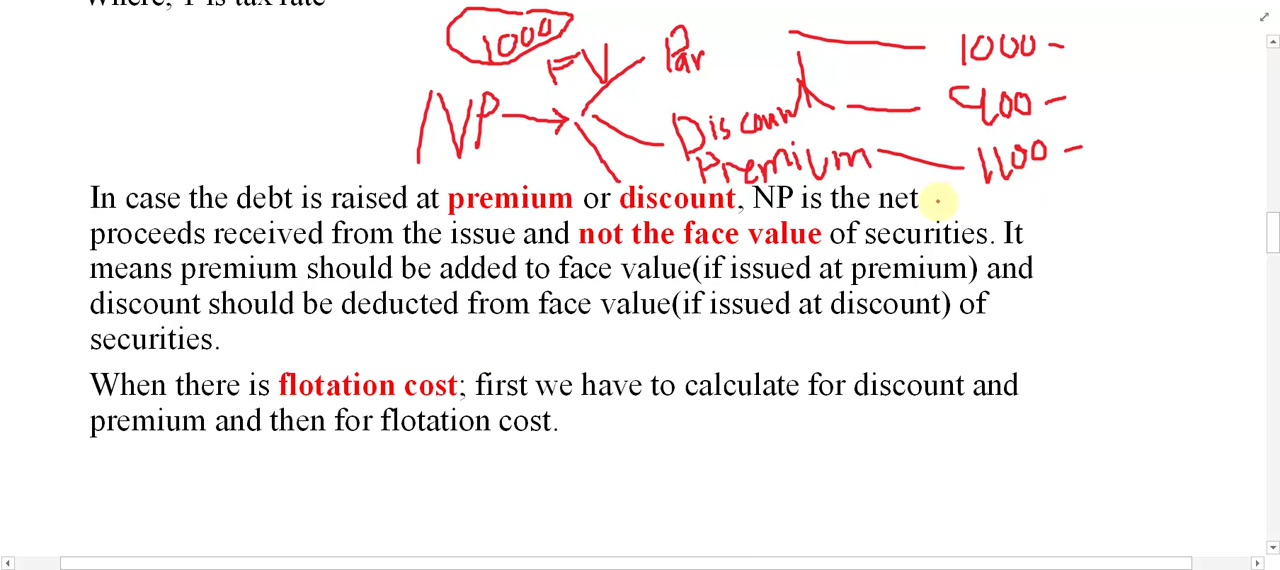 Where, T is tax rate
1000
FV
Par
1000 -
NP
Discount
900 -
Premium
1100 -
In case the debt is raised at premium or discount, NP is the net
proceeds received from the issue and not the face value of securities. It
means premium should be added to face value(if issued at premium) and
discount should be deducted from face value(if issued at discount) of
securities.
When there is flotation cost; first we have to calculate for discount and
premium and then for flotation cost.